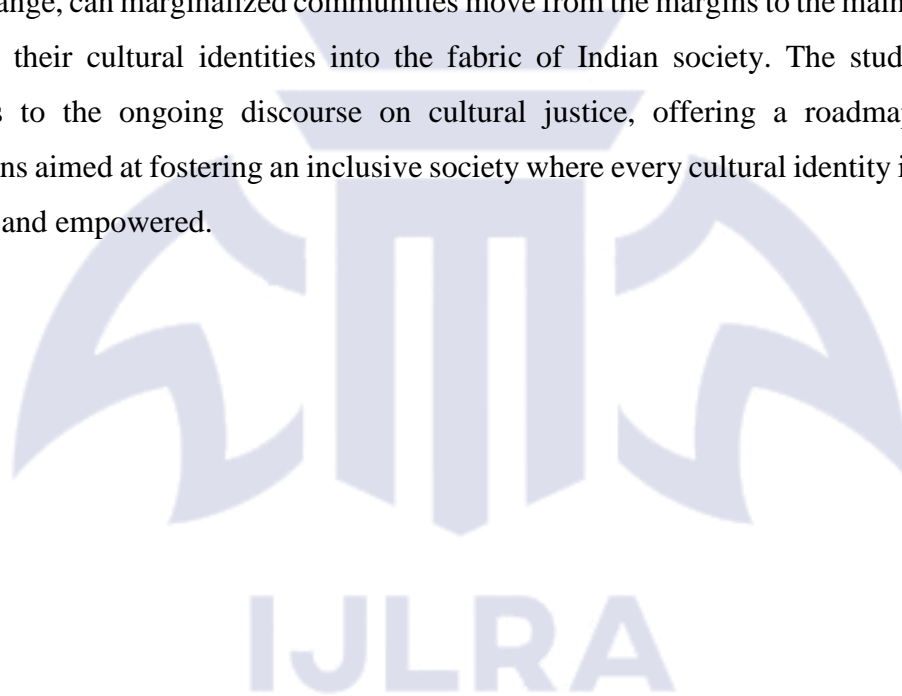 ange, can marginalized communities move from the margins to the main
their cultural identities into the fabric of Indian society. The stud
s to the ongoing discourse on cultural justice, offering a roadmap
ns aimed at fostering an inclusive society where every cultural identity i
and empowered.
IJLRA